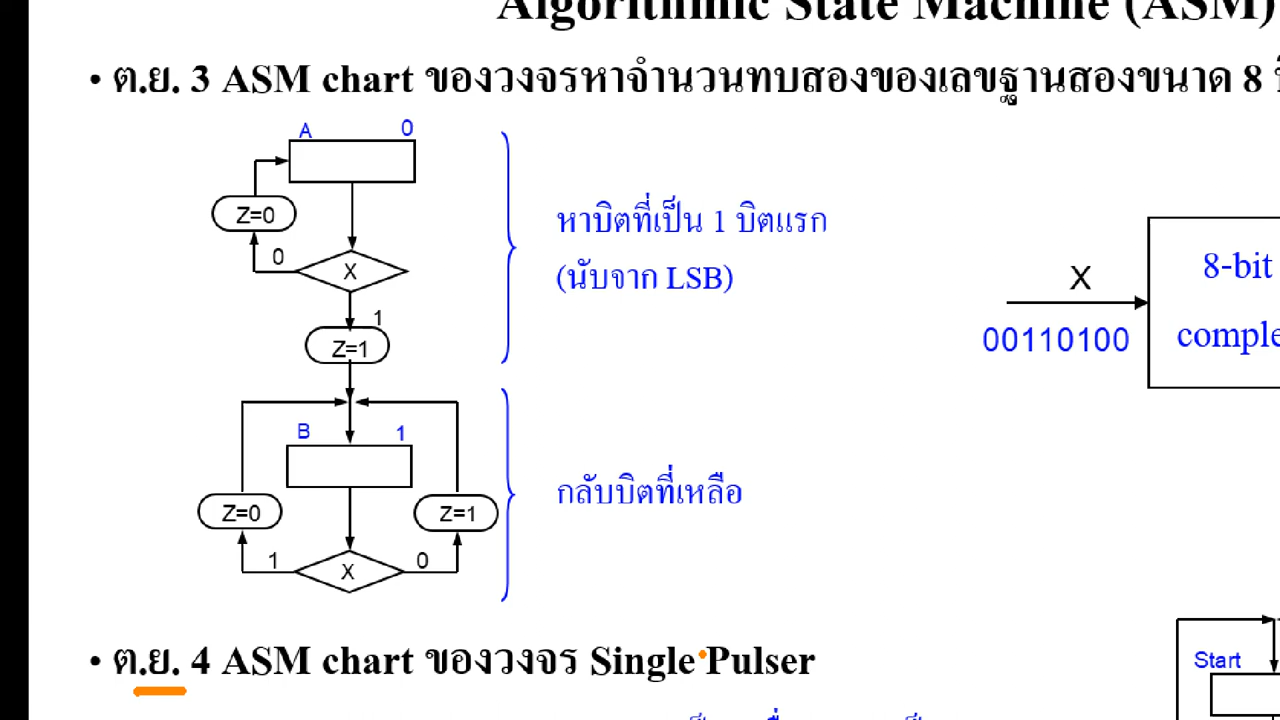 Algorithmic State Machine (ASM)
• ต.ย. 3 ASM chart ของวงจรหาจำนวนทบสองของเลขฐานสองขนาด 8
A 0
Z=0
0
X
1
Z=1
หาบิตที่เป็น 1 บิตแรก
(นับจาก LSB)
X
00110100
8-bit
comple
B 1
Z=0
Z=1
1
X
0
กลับบิตที่เหลือ
• ต.ย. 4 ASM chart ของวงจร Single Pulser
Start